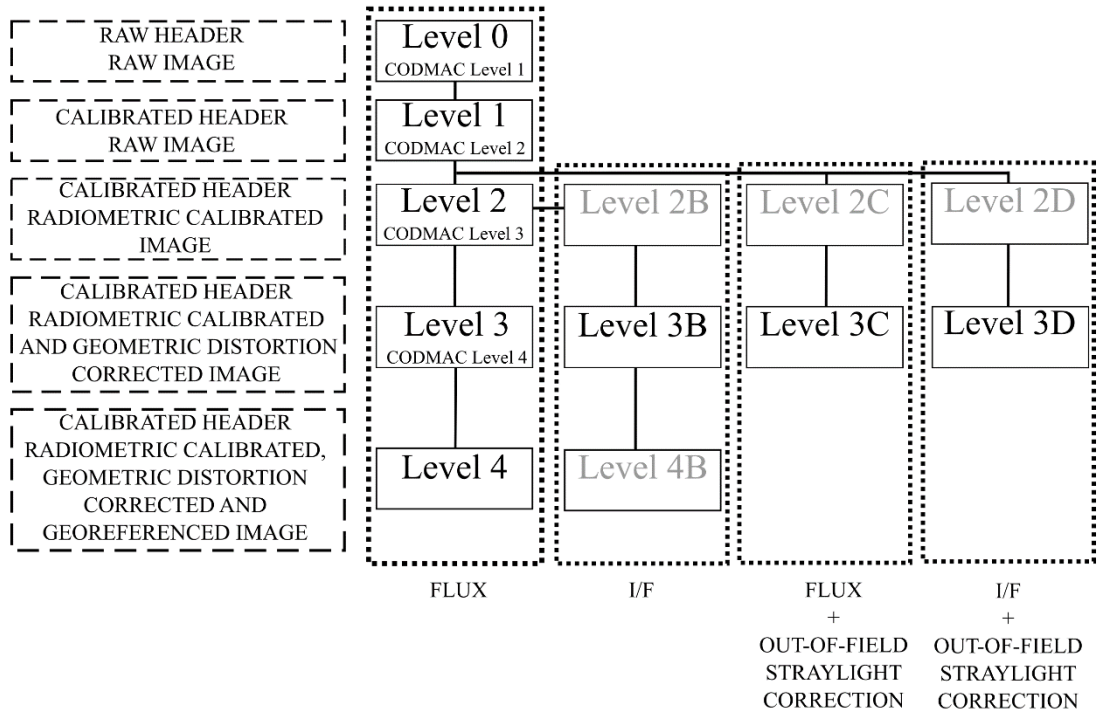 RAW HEADER
RAW IMAGE
Level 0
CODMAC Level 1
CALIBRATED HEADER
RAW IMAGE
Level 1
CODMAC Level 2
CALIBRATED HEADER
RADIOMETRIC CALIBRATED
IMAGE
Level 2
CODMAC Level 3
Level 2B
Level 2C
Level 2D
CALIBRATED HEADER
RADIOMETRIC CALIBRATED
AND GEOMETRIC DISTORTION
CORRECTED IMAGE
Level 3
CODMAC Level 4
Level 3B
Level 3C
Level 3D
CALIBRATED HEADER
RADIOMETRIC CALIBRATED,
GEOMETRIC DISTORTION
CORRECTED AND
GEOREFERENCED IMAGE
Level 4
Level 4B
FLUX
I/F
FLUX
+
OUT-OF-FIELD
STRAYLIGHT
CORRECTION
I/F
+
OUT-OF-FIELD
STRAYLIGHT
CORRECTION